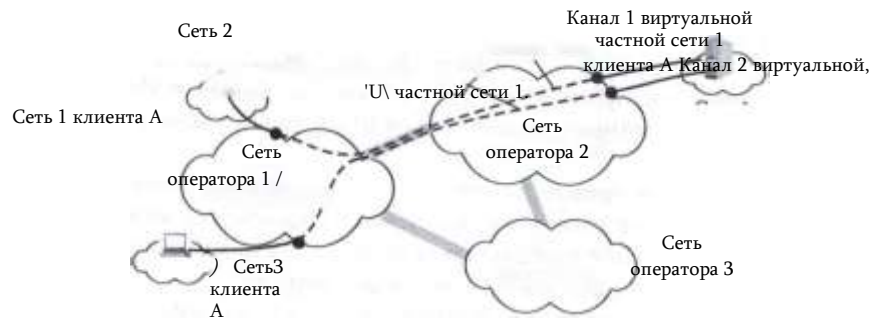 Сеть 2
Канал 1 виртуальной
частной сети 1
клиента А Канал 2 виртуальной,
'U\ частной сети 1.
Сеть 1 клиента А
Сеть
оператора 1 /
Сеть
оператора 2
Сеть
оператора 3
Сеть3
клиента
А